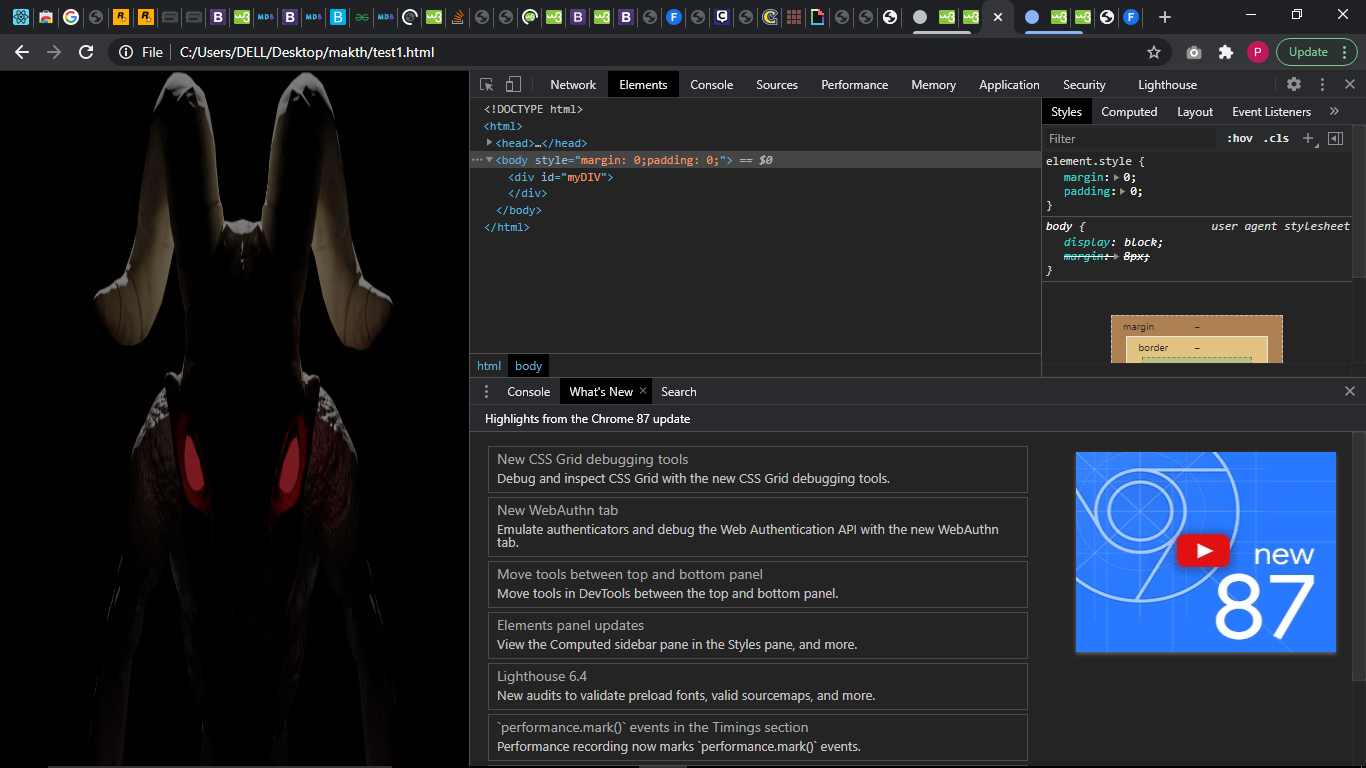 File C:/Users/DELL/Desktop/makth/test1.html P Update
Network Elements Console Sources Performance Memory Application Security Lighthouse
<!DOCTYPE html>
<html>
<head>…</head>
<body style="margin: 0;padding: 0;"> == $0
<div id="myDIV">
</div>
</body>
</html>
html body
Styles Computed Layout Event Listeners »
Filter :hov .cls +
element.style {
margin: 0;
padding: 0;
}
body { user agent stylesheet
display: block;
margin: 8px;
}
margin –
border –
Console What's New × Search
Highlights from the Chrome 87 update
New CSS Grid debugging tools
Debug and inspect CSS Grid with the new CSS Grid debugging tools.
New WebAuthn tab
Emulate authenticators and debug the Web Authentication API with the new WebAuthn
tab.
Move tools between top and bottom panel
Move tools in DevTools between the top and bottom panel.
Elements panel updates
View the Computed sidebar pane in the Styles pane, and more.
Lighthouse 6.4
New audits to validate preload fonts, valid sourcemaps, and more.
`performance.mark()` events in the Timings section
Performance recording now marks `performance.mark()` events.
new
87